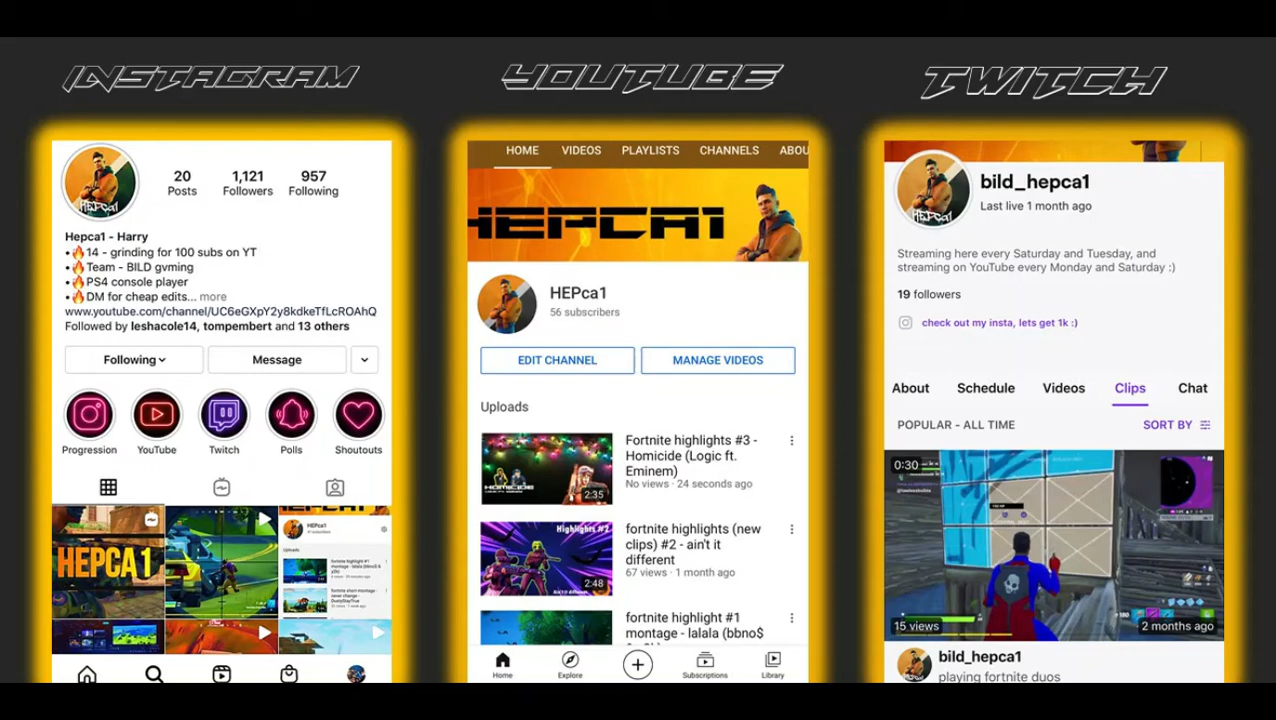 INSTAGRAM
20
Posts
1,121
Followers
957
Following
HEPCA1
Hepca1 - Harry
•🔥14 - grinding for 100 subs on YT
•🔥Team - BILD gvming
•🔥PS4 console player
•🔥DM for cheap edits... more
www.youtube.com/channel/UC6eGXpY2y8kdkeTfLcROAhQ
Followed by leshacole14, tompembert and 13 others
Following
Message
Progression
YouTube
Twitch
Polls
Shoutouts
HEPCA1
HEPca1
Uploads
YOUTUBE
HOME
VIDEOS
PLAYLISTS
CHANNELS
ABOU
HEPCA1
HEPca1
56 subscribers
EDIT CHANNEL
MANAGE VIDEOS
Uploads
HOMICIDE
2:35
Fortnite highlights #3 -
Homicide (Logic ft.
Eminem)
No views · 24 seconds ago
Highlights #2
2:48
fortnite highlights (new
clips) #2 - ain't it
different
67 views · 1 month ago
fortnite highlight #1
montage - lalala (bbno$
Home
Explore
Subscriptions
Library
TWITCH
HEPCA1
bild_hepca1
Last live 1 month ago
Streaming here every Saturday and Tuesday, and
streaming on YouTube every Monday and Saturday :)
19 followers
check out my insta, lets get 1k :)
About
Schedule
Videos
Clips
Chat
POPULAR - ALL TIME
SORT BY
0:30
15 views
2 months ago
bild_hepca1
playing fortnite duos